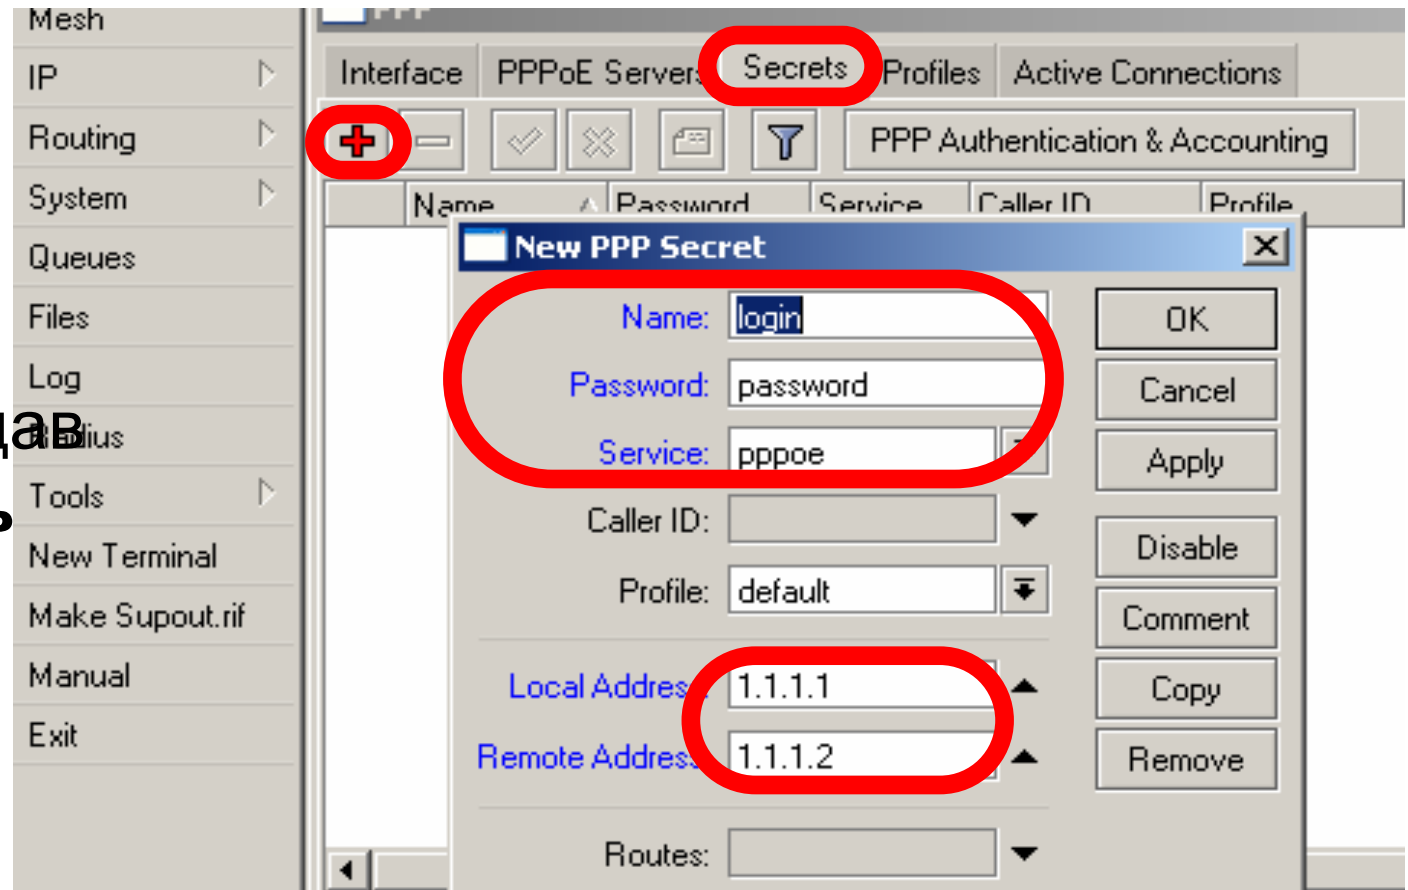 Mesh
IP
Routing
System
Queues
Files
Log
Radius
Tools
New Terminal
Make Supout.rif
Manual
Exit
дав
ь
PPP
Interface PPPoE Servers Secrets Profiles Active Connections
PPP Authentication & Accounting
Name Password Service Caller ID Profile
New PPP Secret
Name: login
Password: password
Service: pppoe
Caller ID:
Profile: default
Local Address: 1.1.1.1
Remote Address: 1.1.1.2
Routes:
OK
Cancel
Apply
Disable
Comment
Copy
Remove